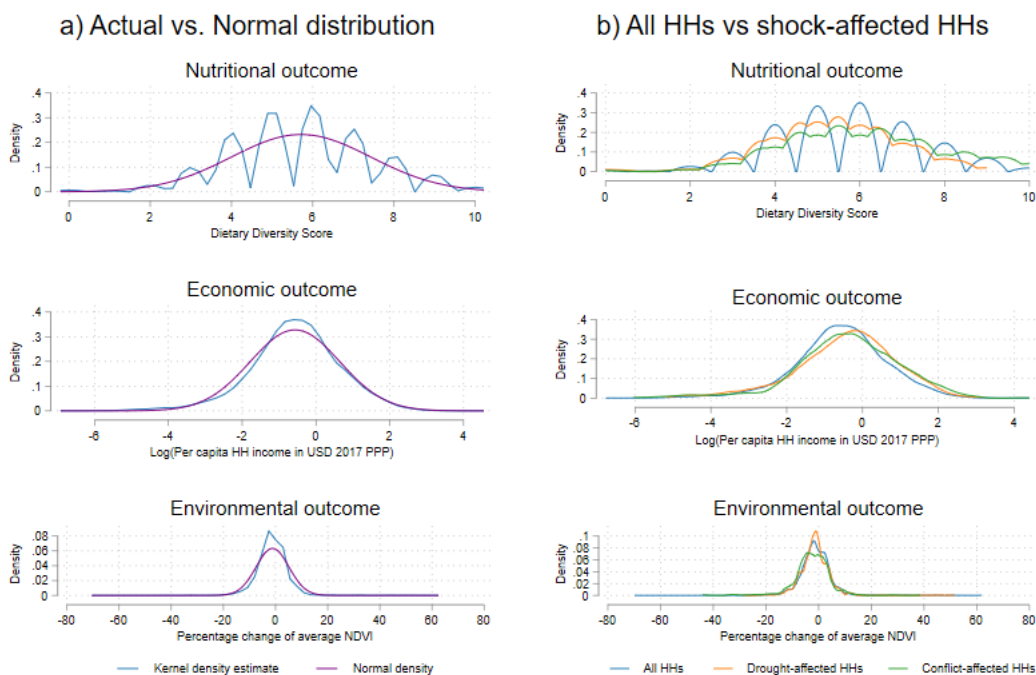 a) Actual vs. Normal distribution
Nutritional outcome
.4
.3
.2
.1
0
Density
0 2 4 6 8 10
Dietary Diversity Score
Economic outcome
.4
.3
.2
.1
0
Density
-6 -4 -2 0 2 4
Log(Per capita HH income in USD 2017 PPP)
Environmental outcome
.08
.06
.04
.02
0
Density
-80 -60 -40 -20 0 20 40 60 80
Percentage change of average NDVI
Kernel density estimate Normal density
b) All HHs vs shock-affected HHs
Nutritional outcome
.4
.3
.2
.1
0
Density
0 2 4 6 8 10
Dietary Diversity Score
Economic outcome
.4
.3
.2
.1
0
Density
-6 -4 -2 0 2 4
Log(Per capita HH income in USD 2017 PPP)
Environmental outcome
.1
.08
.06
.04
.02
0
Density
-80 -60 -40 -20 0 20 40 60 80
Percentage change of average NDVI
All HHs Drought-affected HHs Conflict-affected HHs